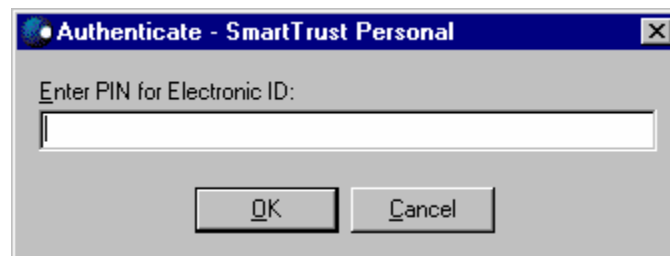 Authenticate - SmartTrust Personal
Enter PIN for Electronic ID:
OK Cancel